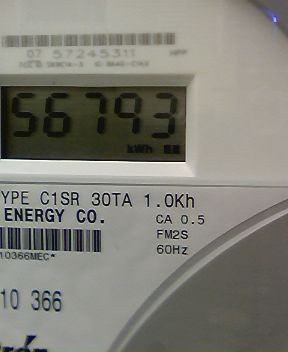 07 57245311
56793
kWh
YPE C1SR 30TA 1.0Kh
ENERGY CO.
CA 0.5
FM2S
60Hz
10366MEC*
10 366